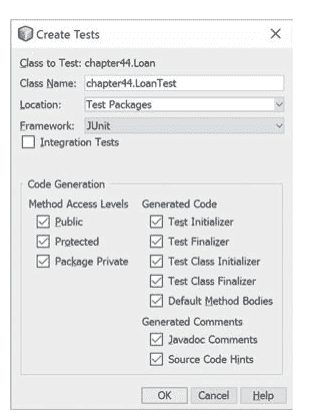 Create Tests
Class to Test: chapter44.Loan
Class Name: chapter44.LoanTest
Location: Test Packages
Framework: JUnit
Integration Tests
Code Generation
Method Access Levels
Public
Protected
Package Private
Generated Code
Test Initializer
Test Finalizer
Test Class Initializer
Test Class Finalizer
Default Method Bodies
Generated Comments
Javadoc Comments
Source Code Hints
OK Cancel Help